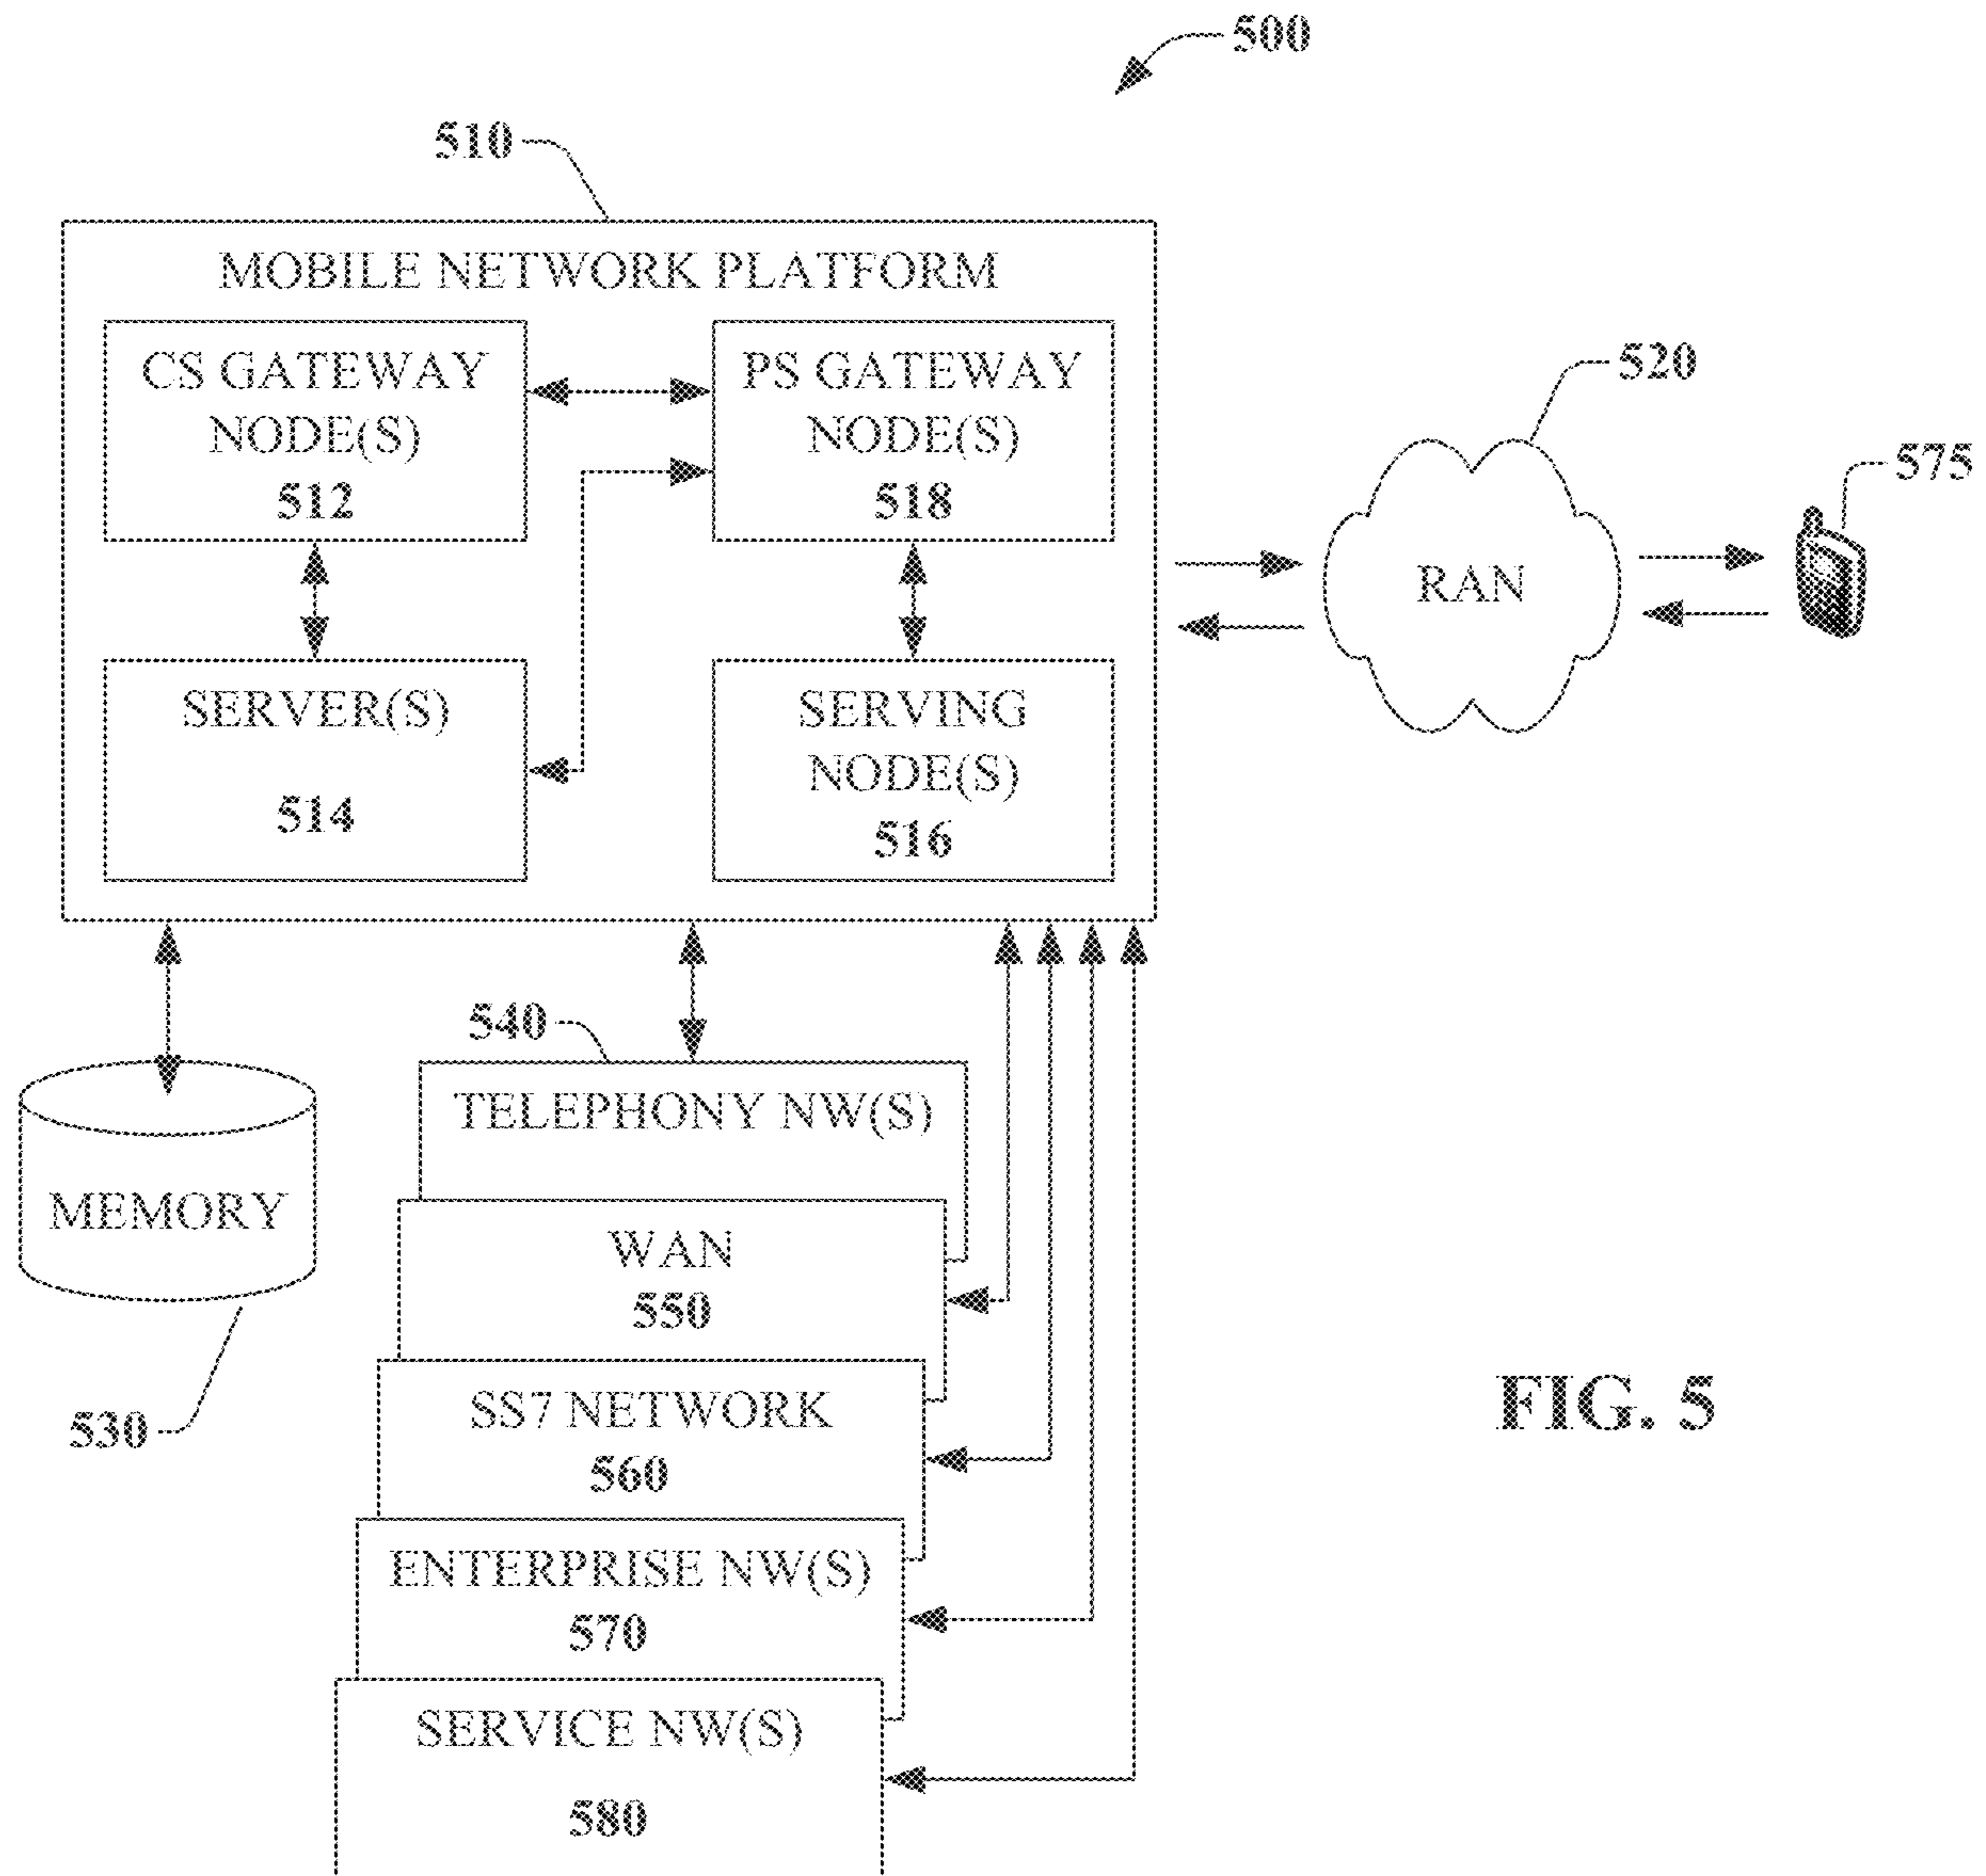 500
510
MOBILE NETWORK PLATFORM
CS GATEWAY
NODE(S)
512
PS GATEWAY
NODE(S)
518
SERVER(S)
514
SERVING
NODE(S)
516
520
RAN
575
540
TELEPHONY NW(S)
MEMORY
530
WAN
550
SS7 NETWORK
560
ENTERPRISE NW(S)
570
SERVICE NW(S)
580
FIG. 5